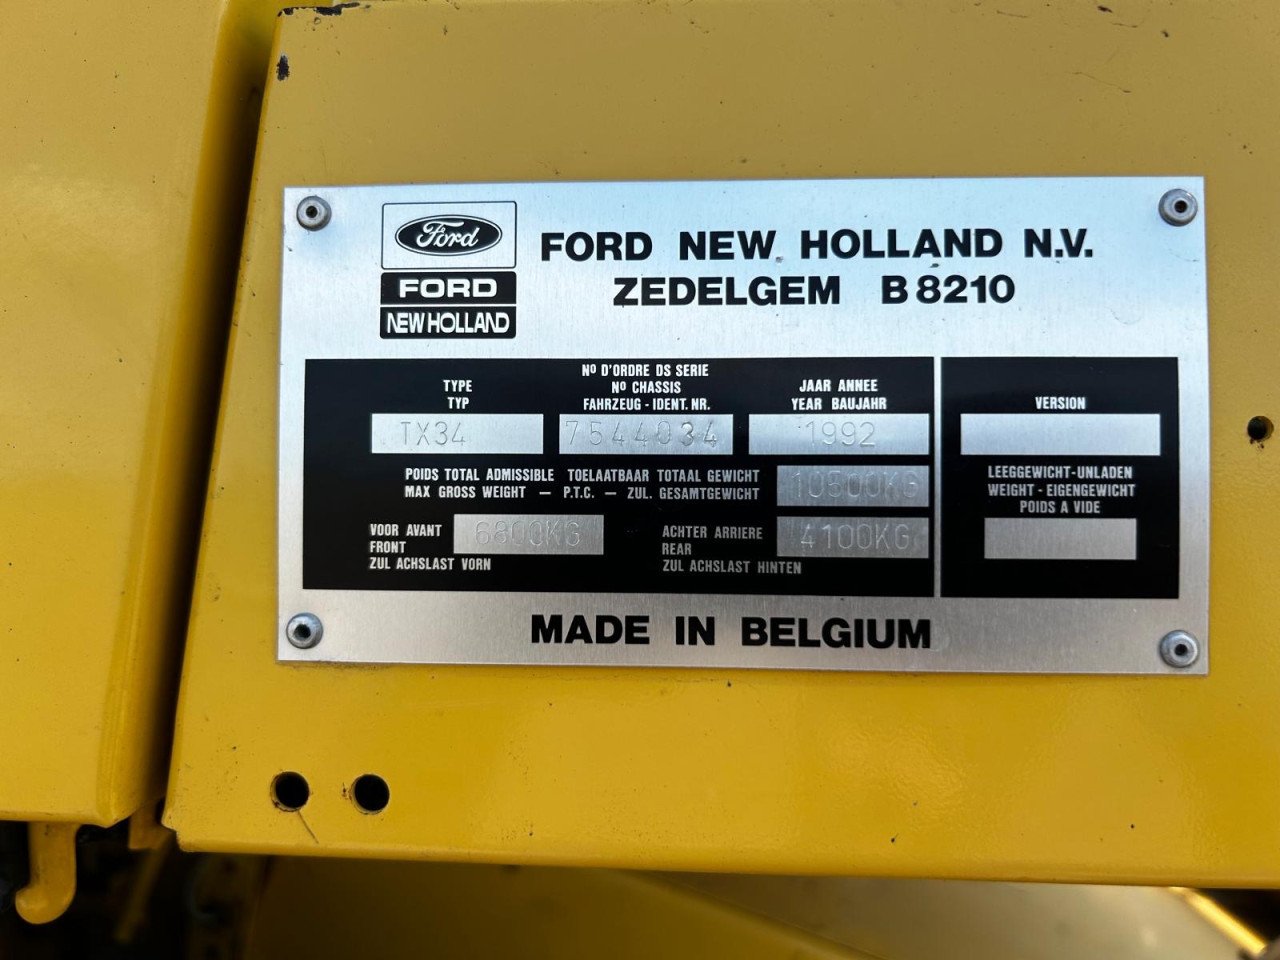 Ford
FORD
NEW HOLLAND
FORD NEW HOLLAND N.V.
ZEDELGEM B8210
TYPE
TYP
TX34
Nº D'ORDRE DS SERIE
Nº CHASSIS
FAHRZEUG - IDENT. NR.
7544034
JAAR ANNEE
YEAR BAUJAHR
1992
VERSION
POIDS TOTAL ADMISSIBLE TOELAATBAAR TOTAAL GEWICHT
MAX GROSS WEIGHT — P.T.C. — ZUL. GESAMTGEWICHT
10500KG
LEEGGEWICHT-UNLADEN
WEIGHT - EIGENGEWICHT
POIDS A VIDE
VOOR AVANT
FRONT
ZUL ACHSLAST VORN
6800KG
ACHTER ARRIERE
REAR
ZUL ACHSLAST HINTEN
4100KG
MADE IN BELGIUM